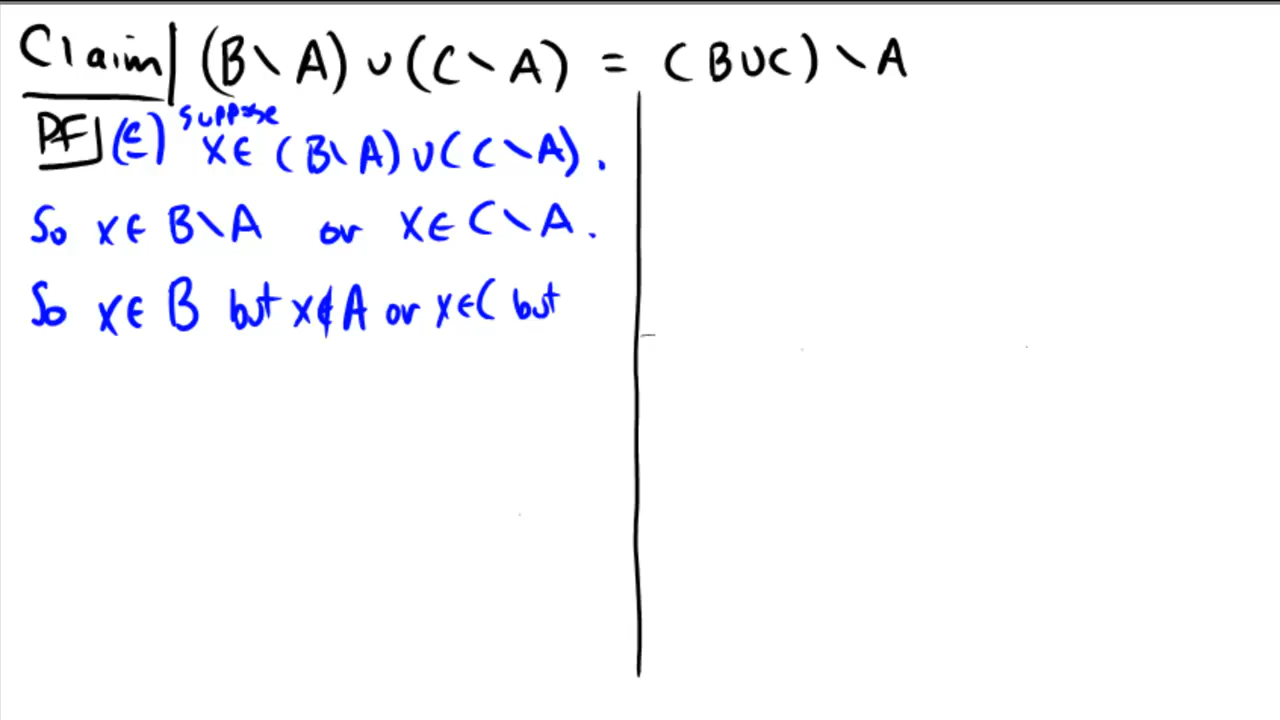 Claim (B\A) ∪ (C\A) = (B∪C) \ A
PF (⊆) suppose x∈ (B\A) ∪ (C\A).
So x∈ B\A or x∈ C\A.
So x∈ B but x∉A or x∈C but